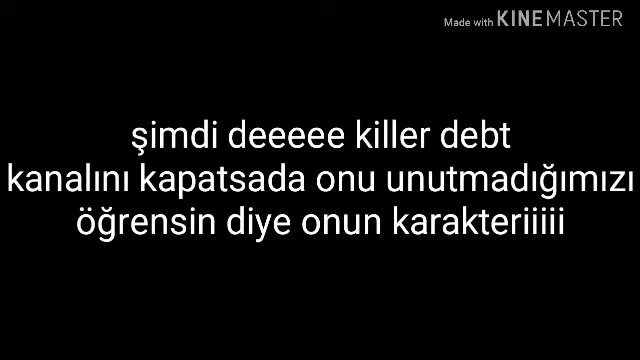 Made with KINEMASTER
şimdi deeeee killer debt
kanalını kapatsada onu unutmadığımızı
öğrensin diye onun karakteriiiii